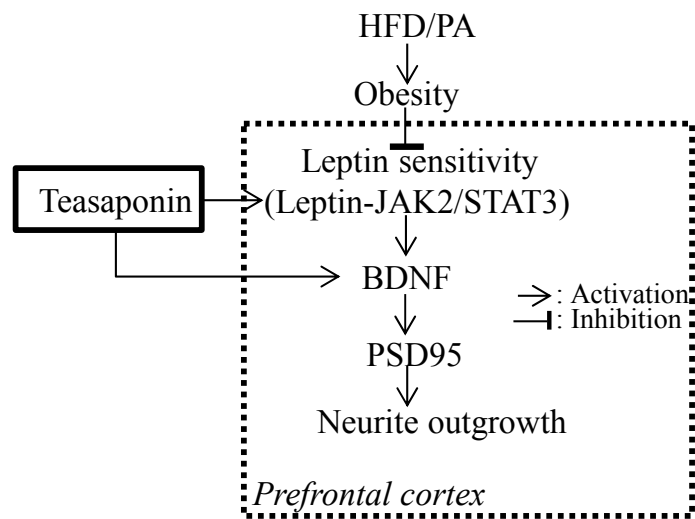 HFD/PA
Obesity
Leptin sensitivity
Teasaponin
(Leptin-JAK2/STAT3)
BDNF
: Activation
: Inhibition
PSD95
Neurite outgrowth
Prefrontal cortex